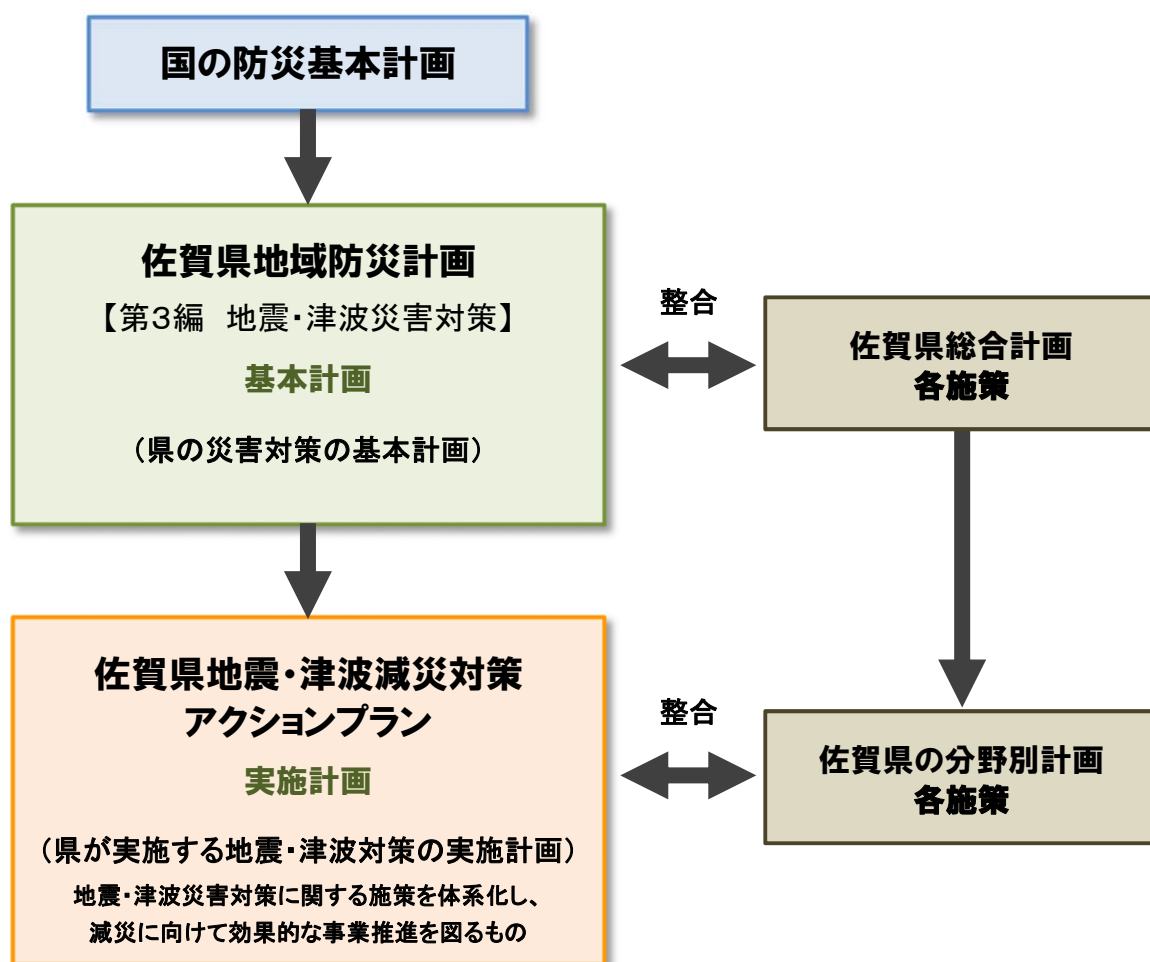 国の防災基本計画
佐賀県地域防災計画
【第3編　地震・津波災害対策】
基本計画
(県の災害対策の基本計画)
整合
佐賀県総合計画
各施策
佐賀県地震・津波減災対策
アクションプラン
実施計画
(県が実施する地震・津波対策の実施計画)
地震・津波災害対策に関する施策を体系化し、
減災に向けて効果的な事業推進を図るもの
整合
佐賀県の分野別計画
各施策